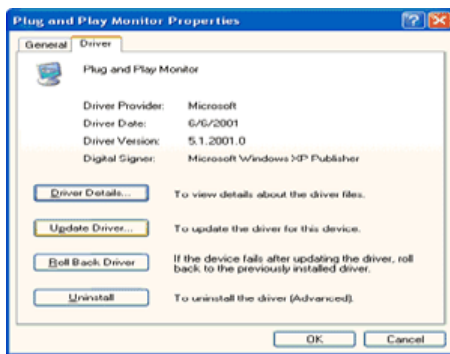 Plug and Play Monitor Properties
General Driver
Plug and Play Monitor
Driver Provider: Microsoft
Driver Date: 6/6/2001
Driver Version: 5.1.2001.0
Digital Signer: Microsoft Windows XP Publisher
Driver Details... To view details about the driver files.
Update Driver... To update the driver for this device.
Roll Back Driver If the device fails after updating the driver, roll
back to the previously installed driver.
Uninstall To uninstall the driver (Advanced).
OK Cancel